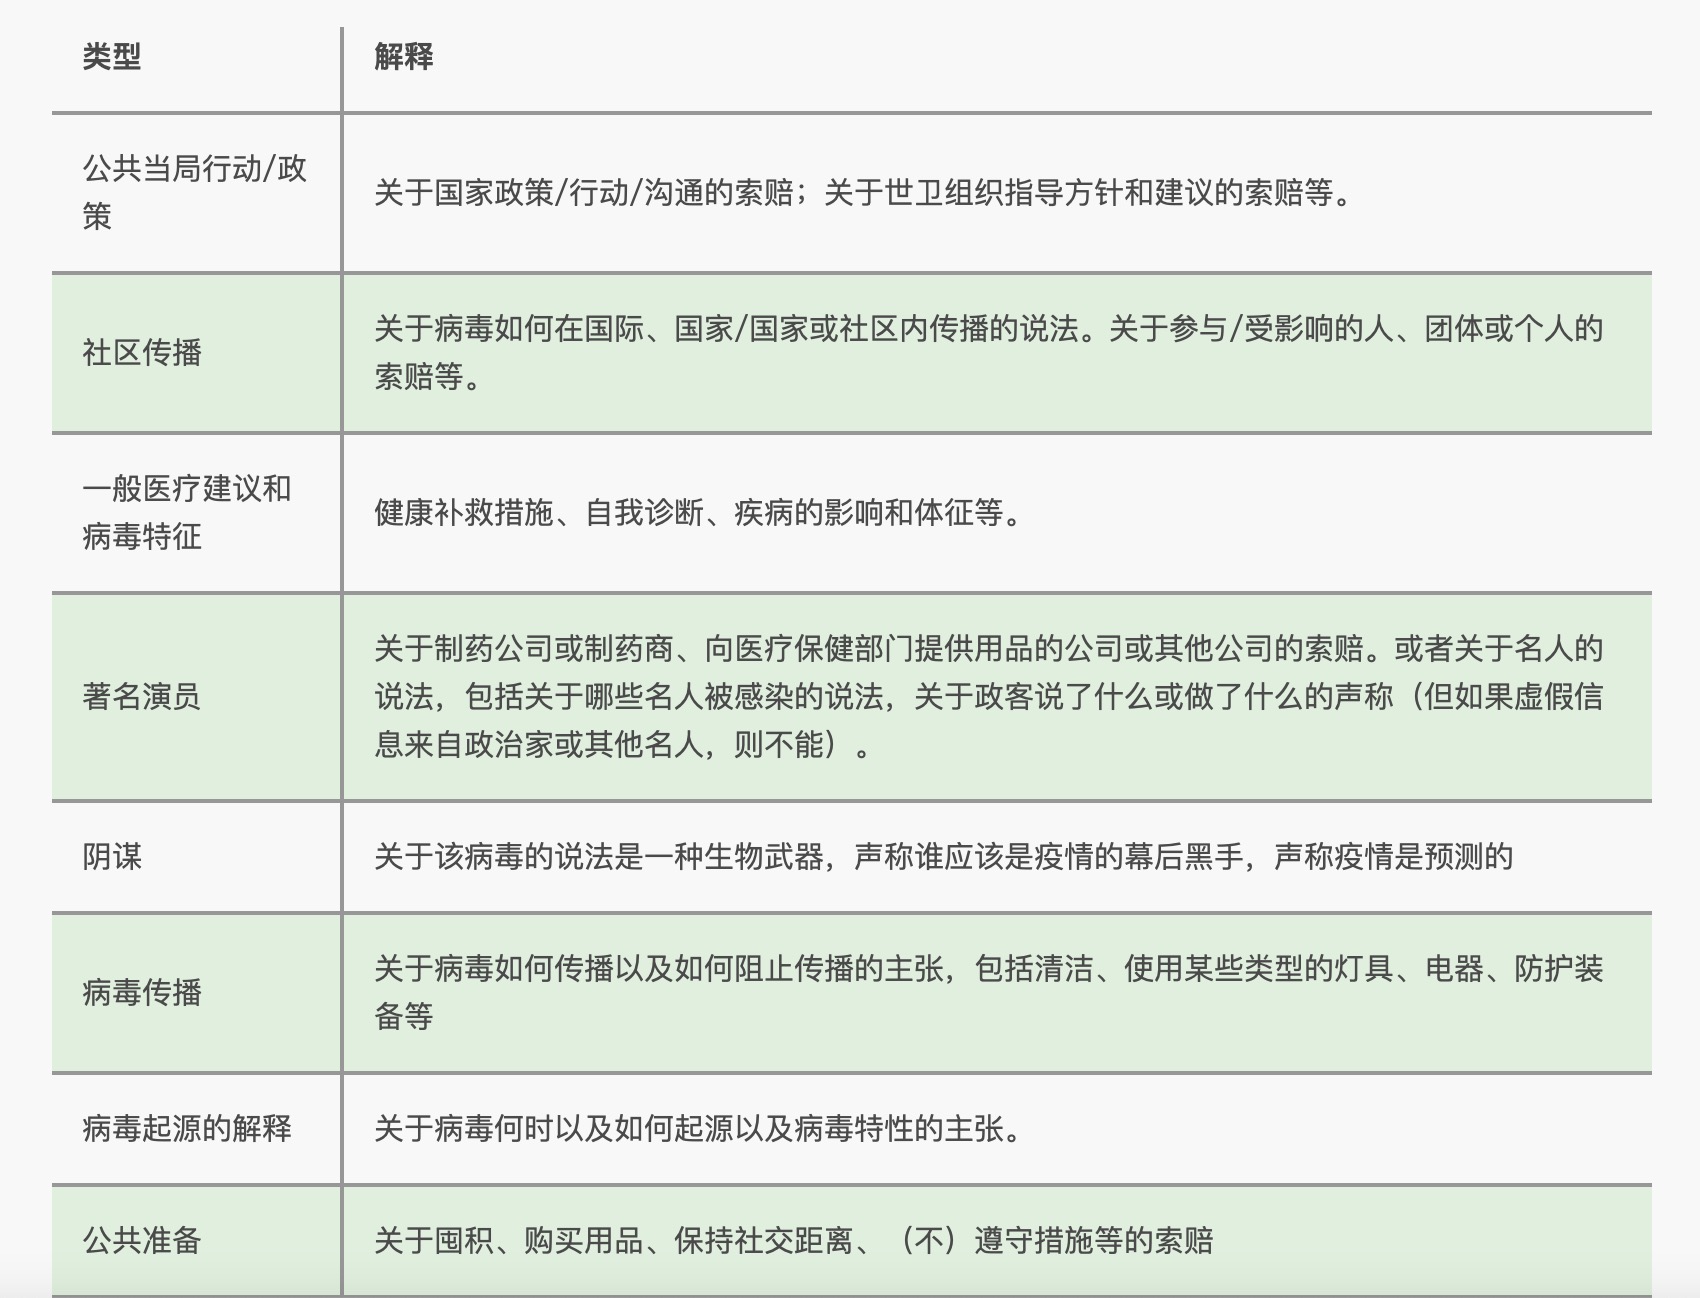 类型
解释
公共当局行动/政
策
关于国家政策/行动/沟通的索赔；关于世卫组织指导方针和建议的索赔等。
社区传播
关于病毒如何在国际、国家/国家或社区内传播的说法。关于参与/受影响的人、团体或个人的
索赔等。
一般医疗建议和
病毒特征
健康补救措施、自我诊断、疾病的影响和体征等。
著名演员
关于制药公司或制药商、向医疗保健部门提供用品的公司或其他公司的索赔。或者关于名人的
说法，包括关于哪些名人被感染的说法，关于政客说了什么或做了什么的声称（但如果虚假信
息来自政治家或其他名人，则不能）。
阴谋
关于该病毒的说法是一种生物武器，声称谁应该是疫情的幕后黑手，声称疫情是预测的
病毒传播
关于病毒如何传播以及如何阻止传播的主张，包括清洁、使用某些类型的灯具、电器、防护装
备等
病毒起源的解释
关于病毒何时以及如何起源以及病毒特性的主张。
公共准备
关于囤积、购买用品、保持社交距离、（不）遵守措施等的索赔